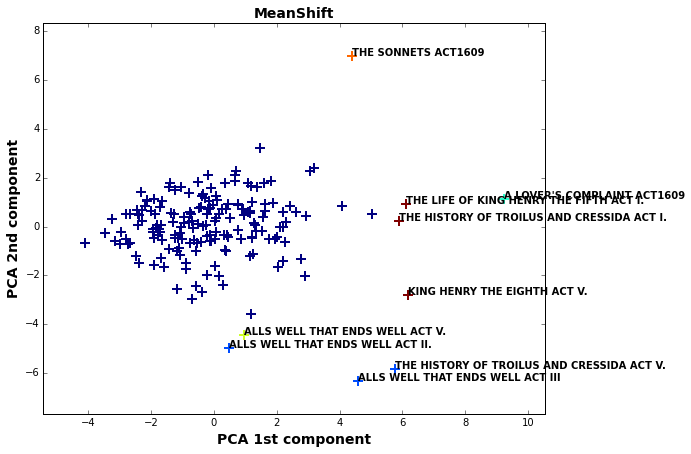 MeanShift
8
6
4
2
0
−2
−4
−6
PCA 2nd component
THE SONNETS ACT1609
A LOVER'S COMPLAINT ACT1609
THE LIFE OF KING HENRY THE FIFTH ACT I.
THE HISTORY OF TROILUS AND CRESSIDA ACT I.
KING HENRY THE EIGHTH ACT V.
ALLS WELL THAT ENDS WELL ACT V.
ALLS WELL THAT ENDS WELL ACT II.
THE HISTORY OF TROILUS AND CRESSIDA ACT V.
ALLS WELL THAT ENDS WELL ACT III
−4 −2 0 2 4 6 8 10
PCA 1st component